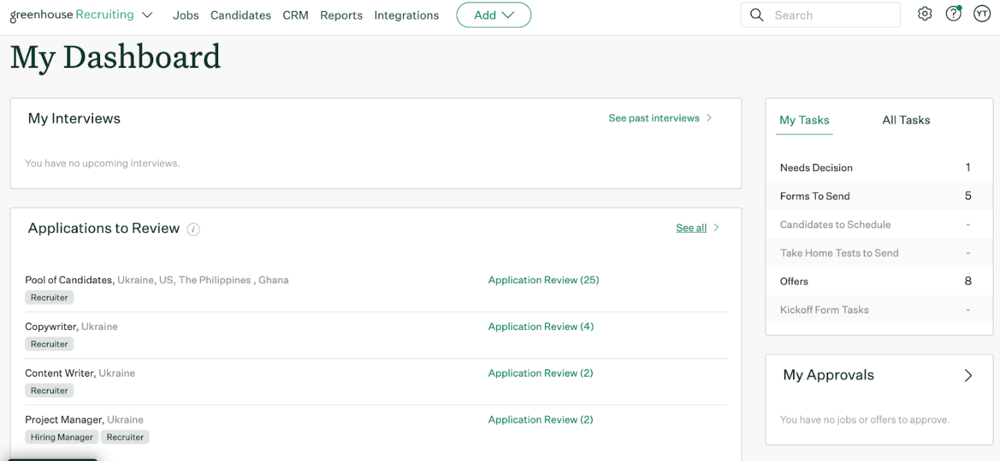 greenhouse Recruiting Jobs Candidates CRM Reports Integrations Add Search YT
My Dashboard
My Interviews See past interviews
You have no upcoming interviews.
Applications to Review i See all
Pool of Candidates, Ukraine, US, The Philippines , Ghana Application Review (25)
Recruiter
Copywriter, Ukraine Application Review (4)
Recruiter
Content Writer, Ukraine Application Review (2)
Recruiter
Project Manager, Ukraine Application Review (2)
Hiring Manager Recruiter
My Tasks All Tasks
Needs Decision 1
Forms To Send 5
Candidates to Schedule -
Take Home Tests to Send -
Offers 8
Kickoff Form Tasks -
My Approvals
You have no jobs or offers to approve.